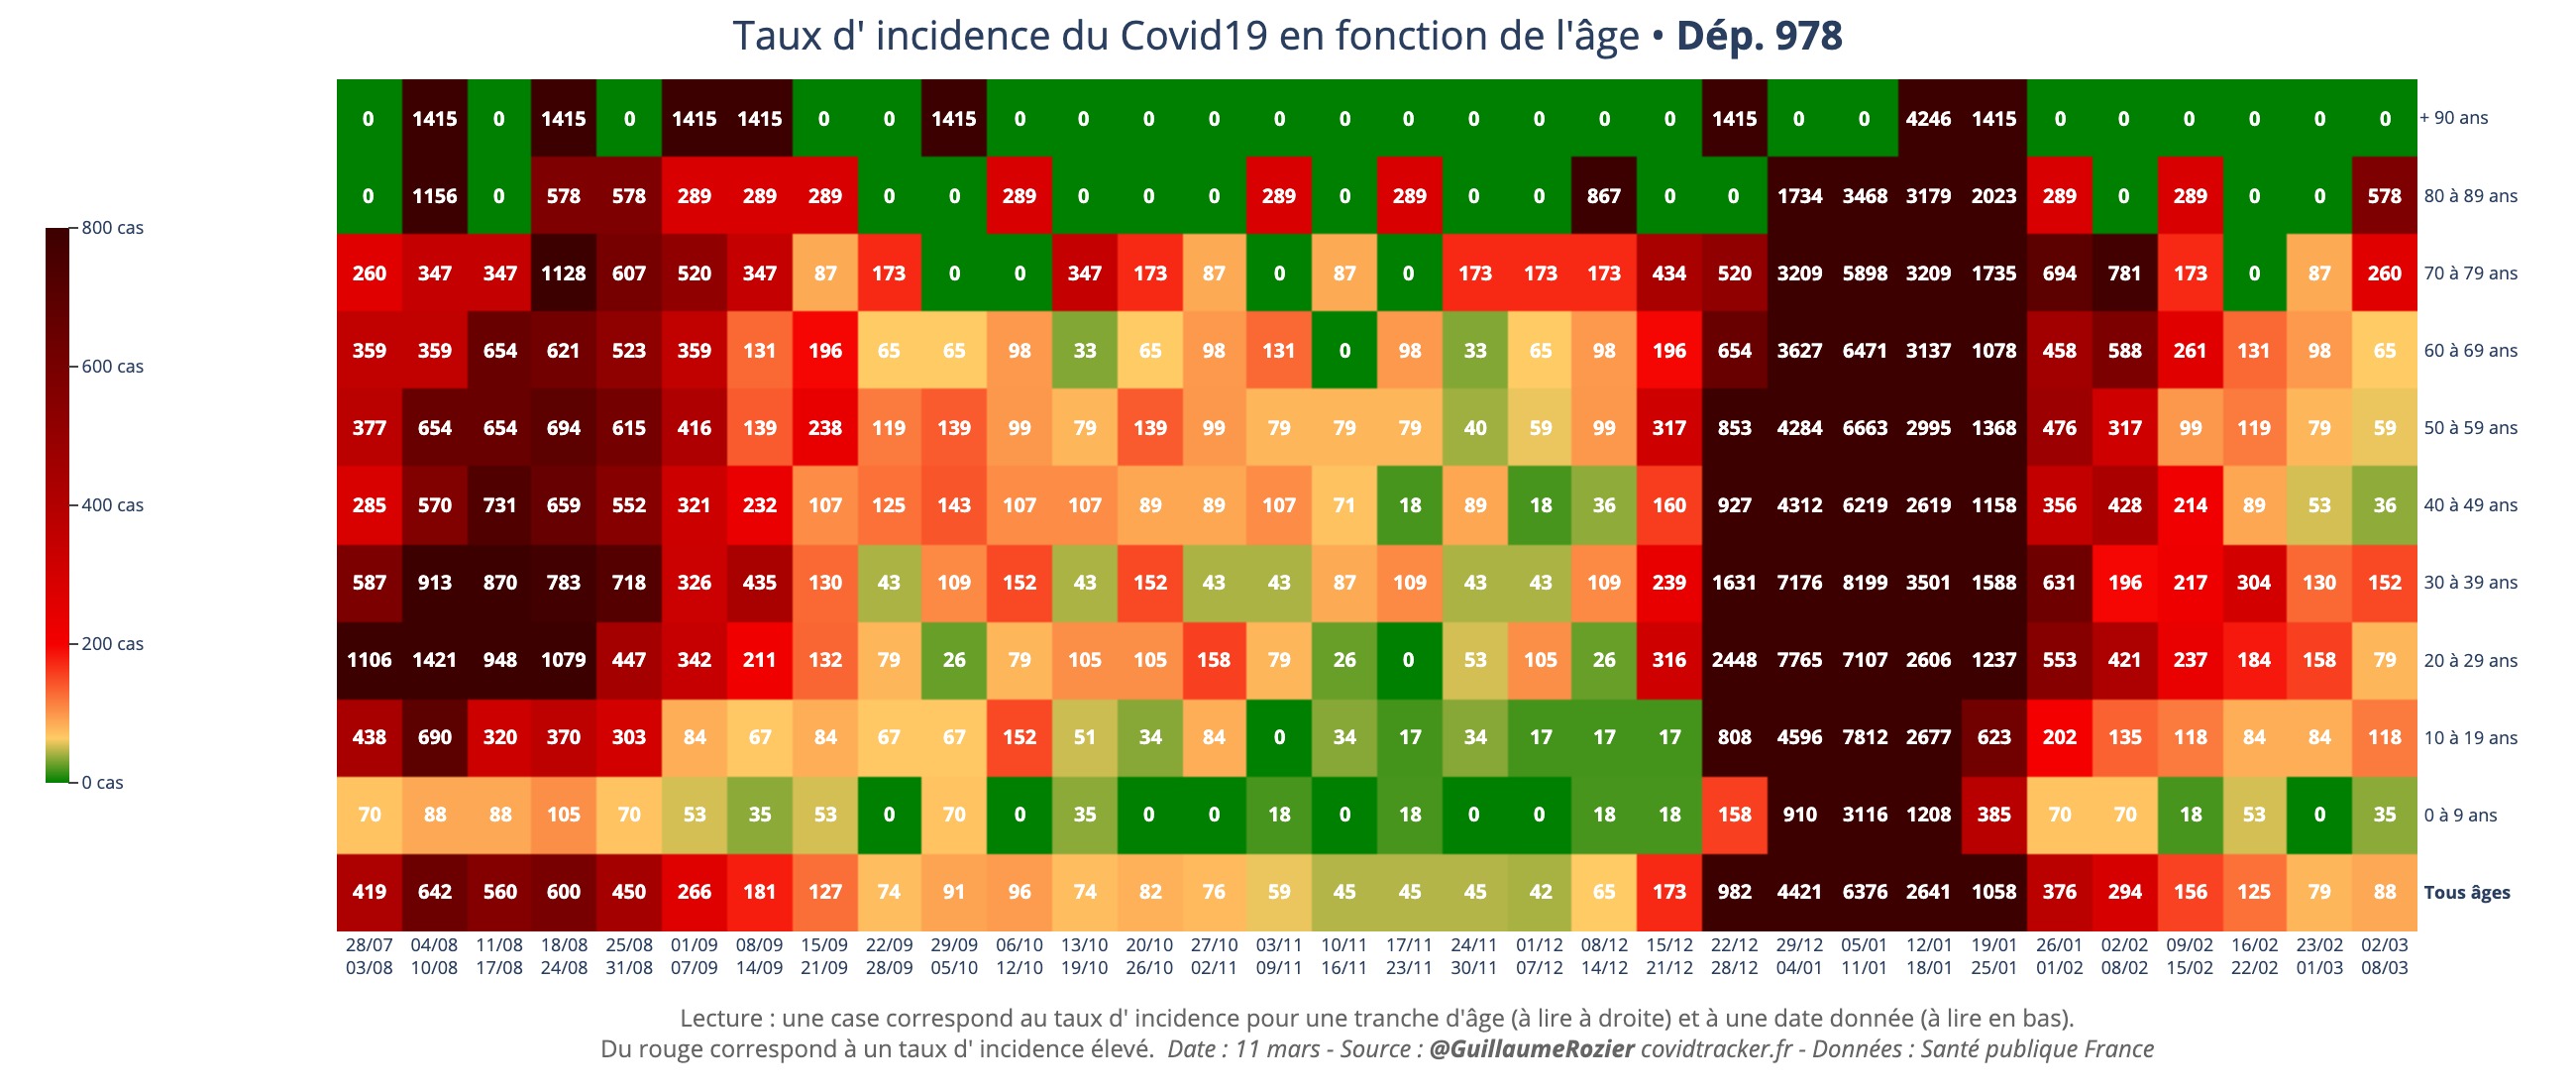 Taux d' incidence du Covid19 en fonction de l'âge • Dép. 978
0 1415 0 1415 0 1415 1415 0 0 1415 0 0 0 0 0 0 0 0 0 0 0 1415 0 0 4246 1415 0 0 0 0 0 0 + 90 ans
0 1156 0 578 578 289 289 289 0 0 289 0 0 0 289 0 289 0 0 867 0 0 1734 3468 3179 2023 289 0 289 0 0 578 80 à 89 ans
800 cas
260 347 347 1128 607 520 347 87 173 0 0 347 173 87 0 87 0 173 173 173 434 520 3209 5898 3209 1735 694 781 173 0 87 260 70 à 79 ans
359 359 654 621 523 359 131 196 65 65 98 33 65 98 131 0 98 33 65 98 196 654 3627 6471 3137 1078 458 588 261 131 98 65 60 à 69 ans
600 cas
377 654 654 694 615 416 139 238 119 139 99 79 139 99 79 79 79 40 59 99 317 853 4284 6663 2995 1368 476 317 99 119 79 59 50 à 59 ans
400 cas
285 570 731 659 552 321 232 107 125 143 107 107 89 89 107 71 18 89 18 36 160 927 4312 6219 2619 1158 356 428 214 89 53 36 40 à 49 ans
587 913 870 783 718 326 435 130 43 109 152 43 152 43 43 87 109 43 43 109 239 1631 7176 8199 3501 1588 631 196 217 304 130 152 30 à 39 ans
200 cas
1106 1421 948 1079 447 342 211 132 79 26 79 105 105 158 79 26 0 53 105 26 316 2448 7765 7107 2606 1237 553 421 237 184 158 79 20 à 29 ans
438 690 320 370 303 84 67 84 67 67 152 51 34 84 0 34 17 34 17 17 17 808 4596 7812 2677 623 202 135 118 84 84 118 10 à 19 ans
0 cas
70 88 88 105 70 53 35 53 0 70 0 35 0 0 18 0 18 0 0 18 18 158 910 3116 1208 385 70 70 18 53 0 35 0 à 9 ans
419 642 560 600 450 266 181 127 74 91 96 74 82 76 59 45 45 45 42 65 173 982 4421 6376 2641 1058 376 294 156 125 79 88 Tous âges
28/07 04/08 11/08 18/08 25/08 01/09 08/09 15/09 22/09 29/09 06/10 13/10 20/10 27/10 03/11 10/11 17/11 24/11 01/12 08/12 15/12 22/12 29/12 05/01 12/01 19/01 26/01 02/02 09/02 16/02 23/02 02/03
03/08 10/08 17/08 24/08 31/08 07/09 14/09 21/09 28/09 05/10 12/10 19/10 26/10 02/11 09/11 16/11 23/11 30/11 07/12 14/12 21/12 28/12 04/01 11/01 18/01 25/01 01/02 08/02 15/02 22/02 01/03 08/03
Lecture : une case correspond au taux d' incidence pour une tranche d'âge (à lire à droite) et à une date donnée (à lire en bas).
Du rouge correspond à un taux d' incidence élevé. Date : 11 mars - Source : @GuillaumeRozier covidtracker.fr - Données : Santé publique France